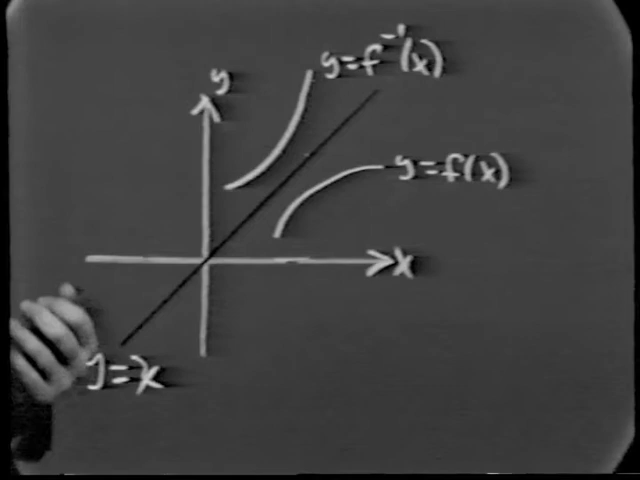 y=f⁻¹(x)
y
y=f(x)
x
y=x